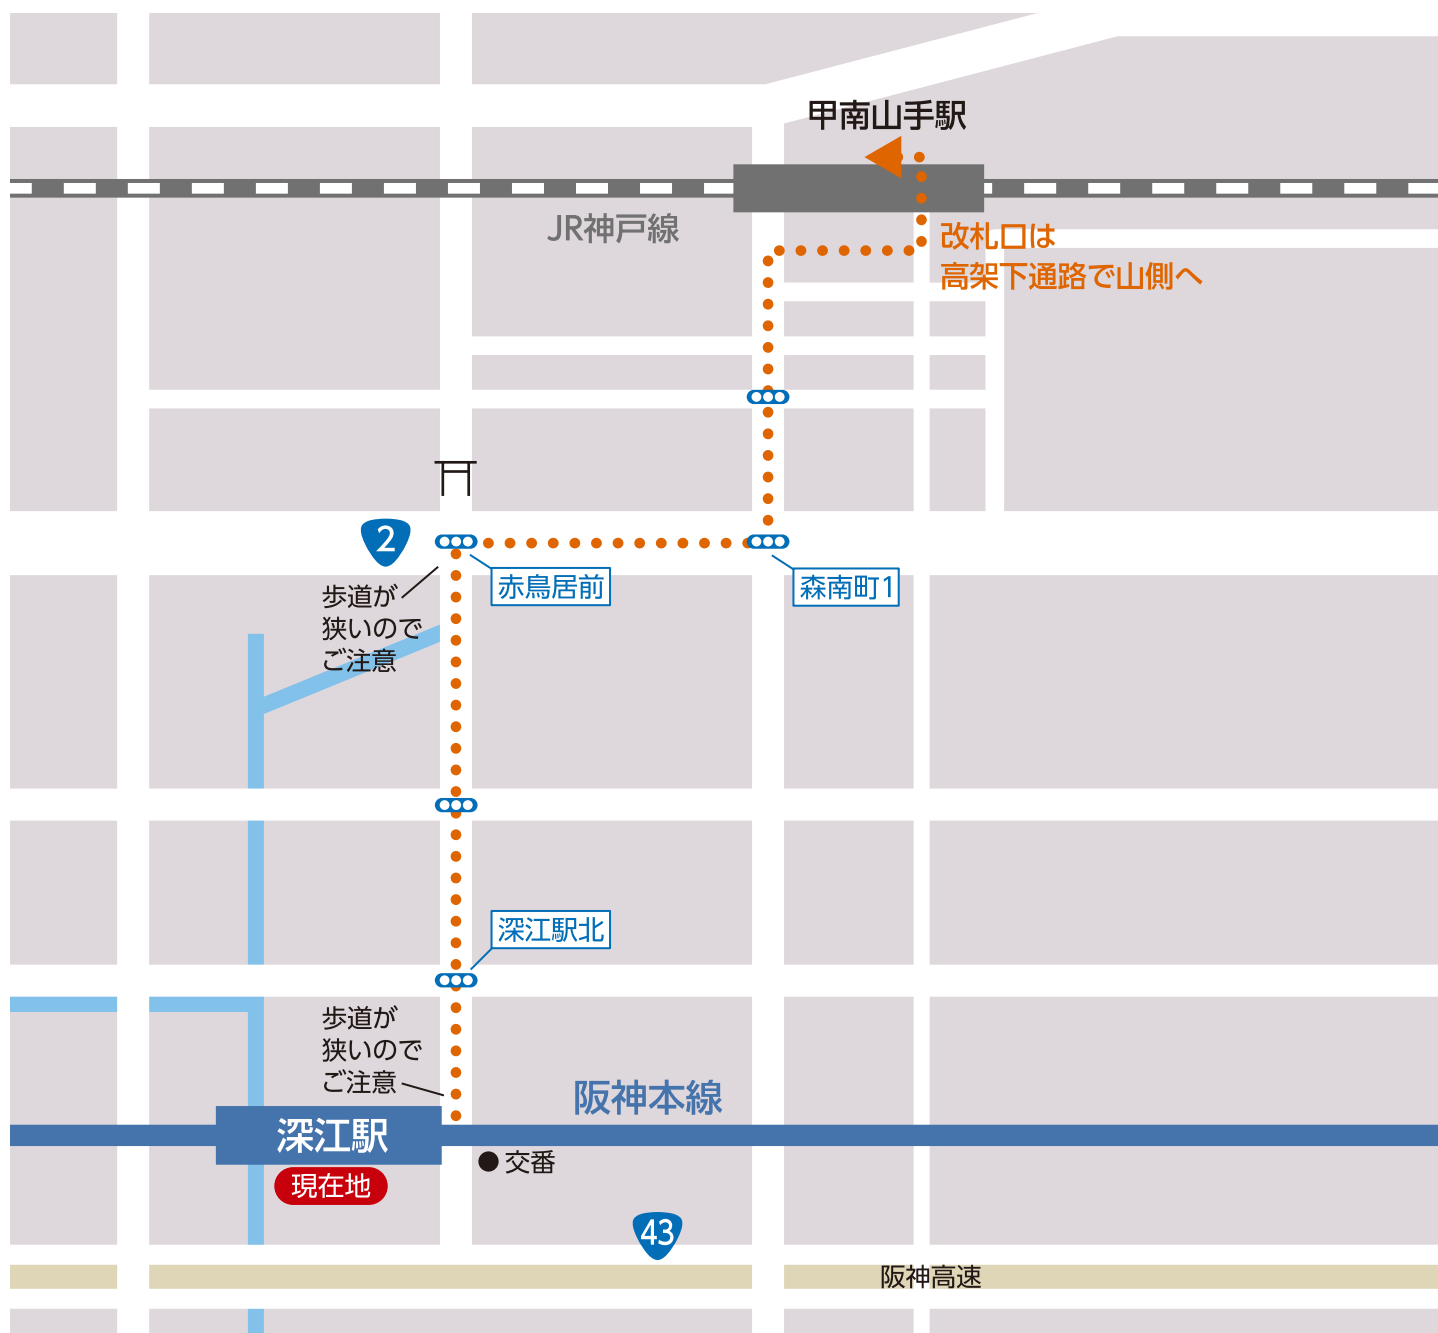 甲南山手駅
JR神戸線
改札口は
高架下通路で山側へ
2
赤鳥居前
森南町1
歩道が
狭いので
ご注意
深江駅北
歩道が
狭いので
ご注意
阪神本線
深江駅
交番
現在地
43
阪神高速